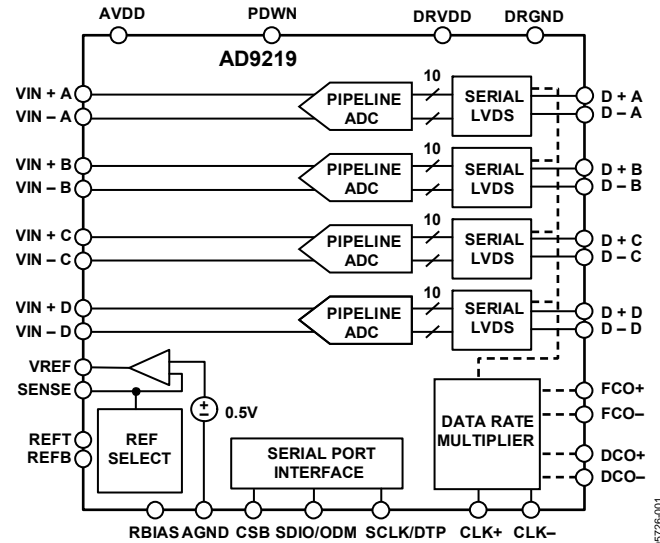 AVDD PDWN DRVDD DRGND
AD9219
VIN + A
VIN – A
PIPELINE
ADC
10
SERIAL
LVDS
D + A
D – A
VIN + B
VIN – B
PIPELINE
ADC
10
SERIAL
LVDS
D + B
D – B
VIN + C
VIN – C
PIPELINE
ADC
10
SERIAL
LVDS
D + C
D – C
VIN + D
VIN – D
PIPELINE
ADC
10
SERIAL
LVDS
D + D
D – D
VREF
SENSE
+
–
0.5V
REFT
REFB
REF
SELECT
SERIAL PORT
INTERFACE
DATA RATE
MULTIPLIER
FCO+
FCO–
DCO+
DCO–
RBIAS AGND CSB SDIO/ODM SCLK/DTP CLK+ CLK–